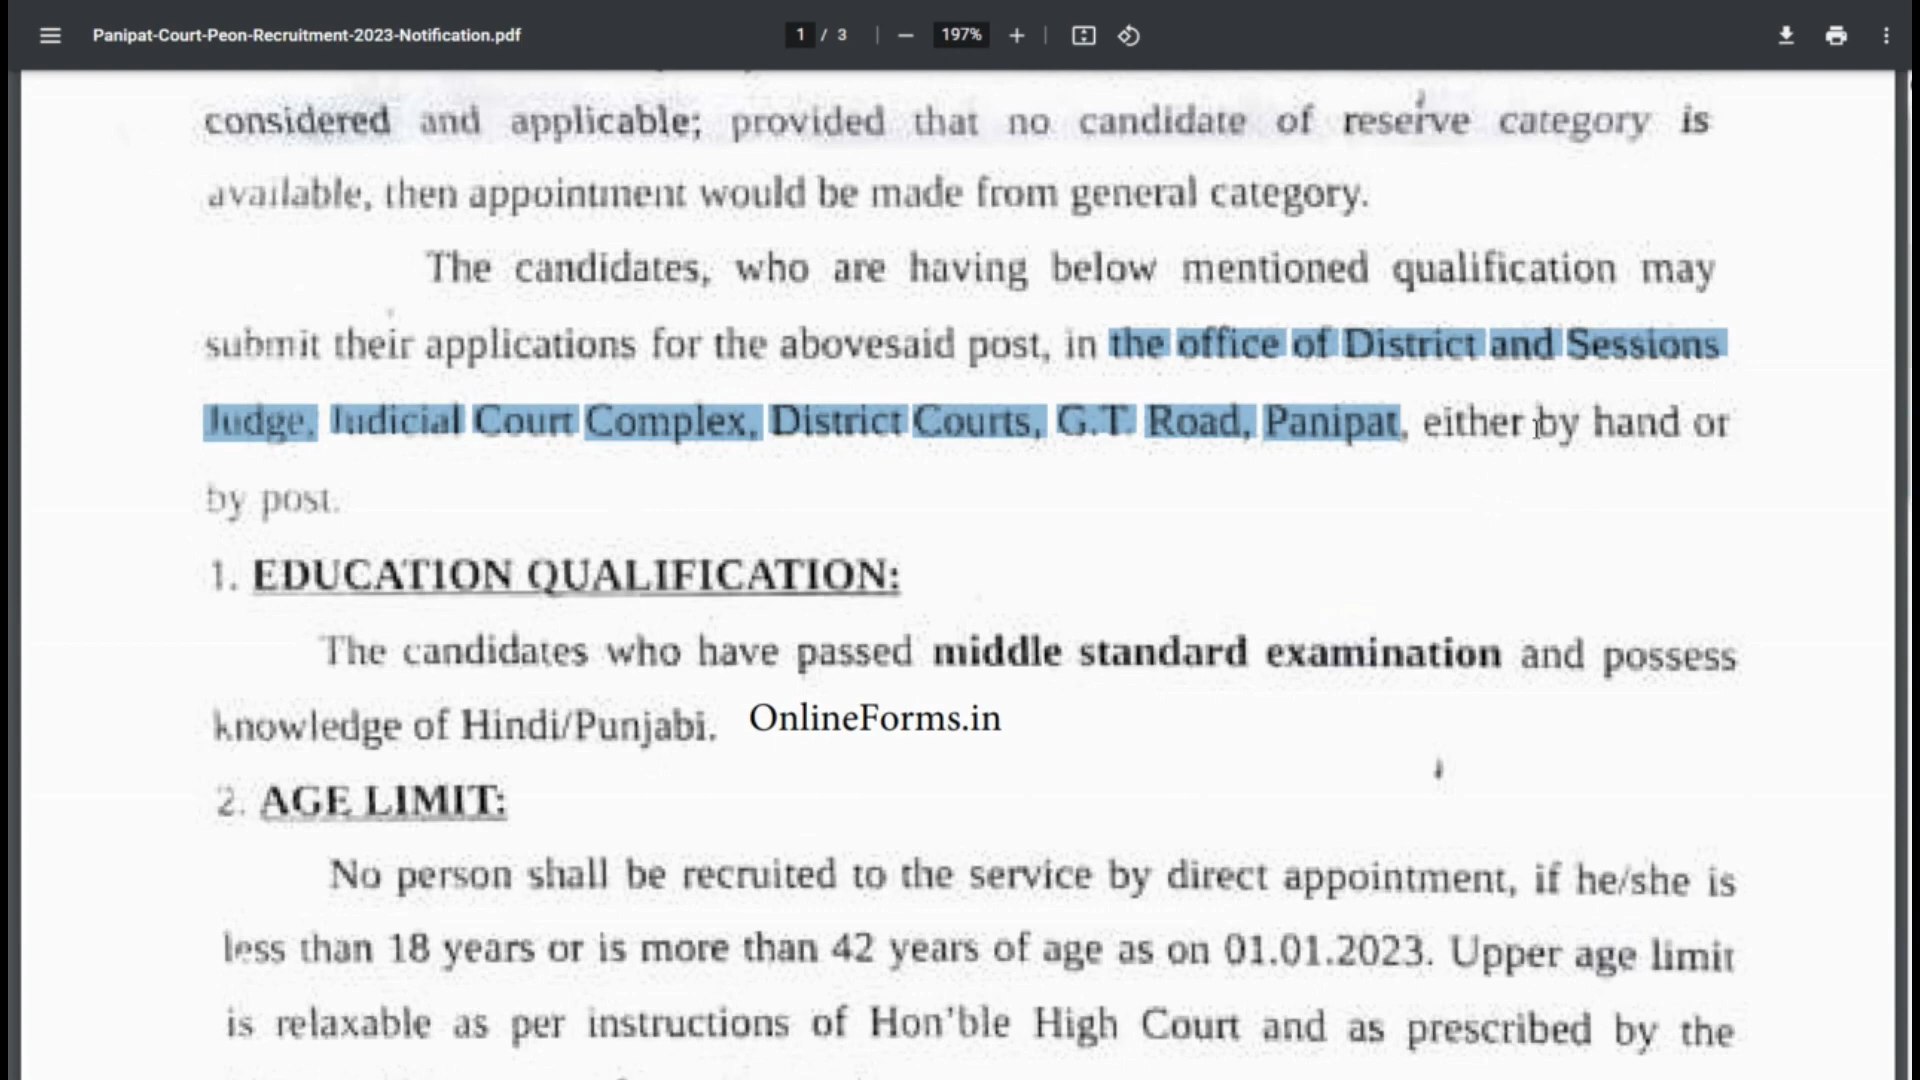 Panipat-Court-Peon-Recruitment-2023-Notification.pdf 1 / 3 197%
considered and applicable; provided that no candidate of reserve category is
available, then appointment would be made from general category.
The candidates, who are having below mentioned qualification may
submit their applications for the abovesaid post, in the office of District and Sessions
Judge, Judicial Court Complex, District Courts, G.T. Road, Panipat, either by hand or
by post.
1. EDUCATION QUALIFICATION:
The candidates who have passed middle standard examination and possess
knowledge of Hindi/Punjabi. OnlineForms.in
2. AGE LIMIT:
No person shall be recruited to the service by direct appointment, if he/she is
less than 18 years or is more than 42 years of age as on 01.01.2023. Upper age limit
is relaxable as per instructions of Hon'ble High Court and as prescribed by the